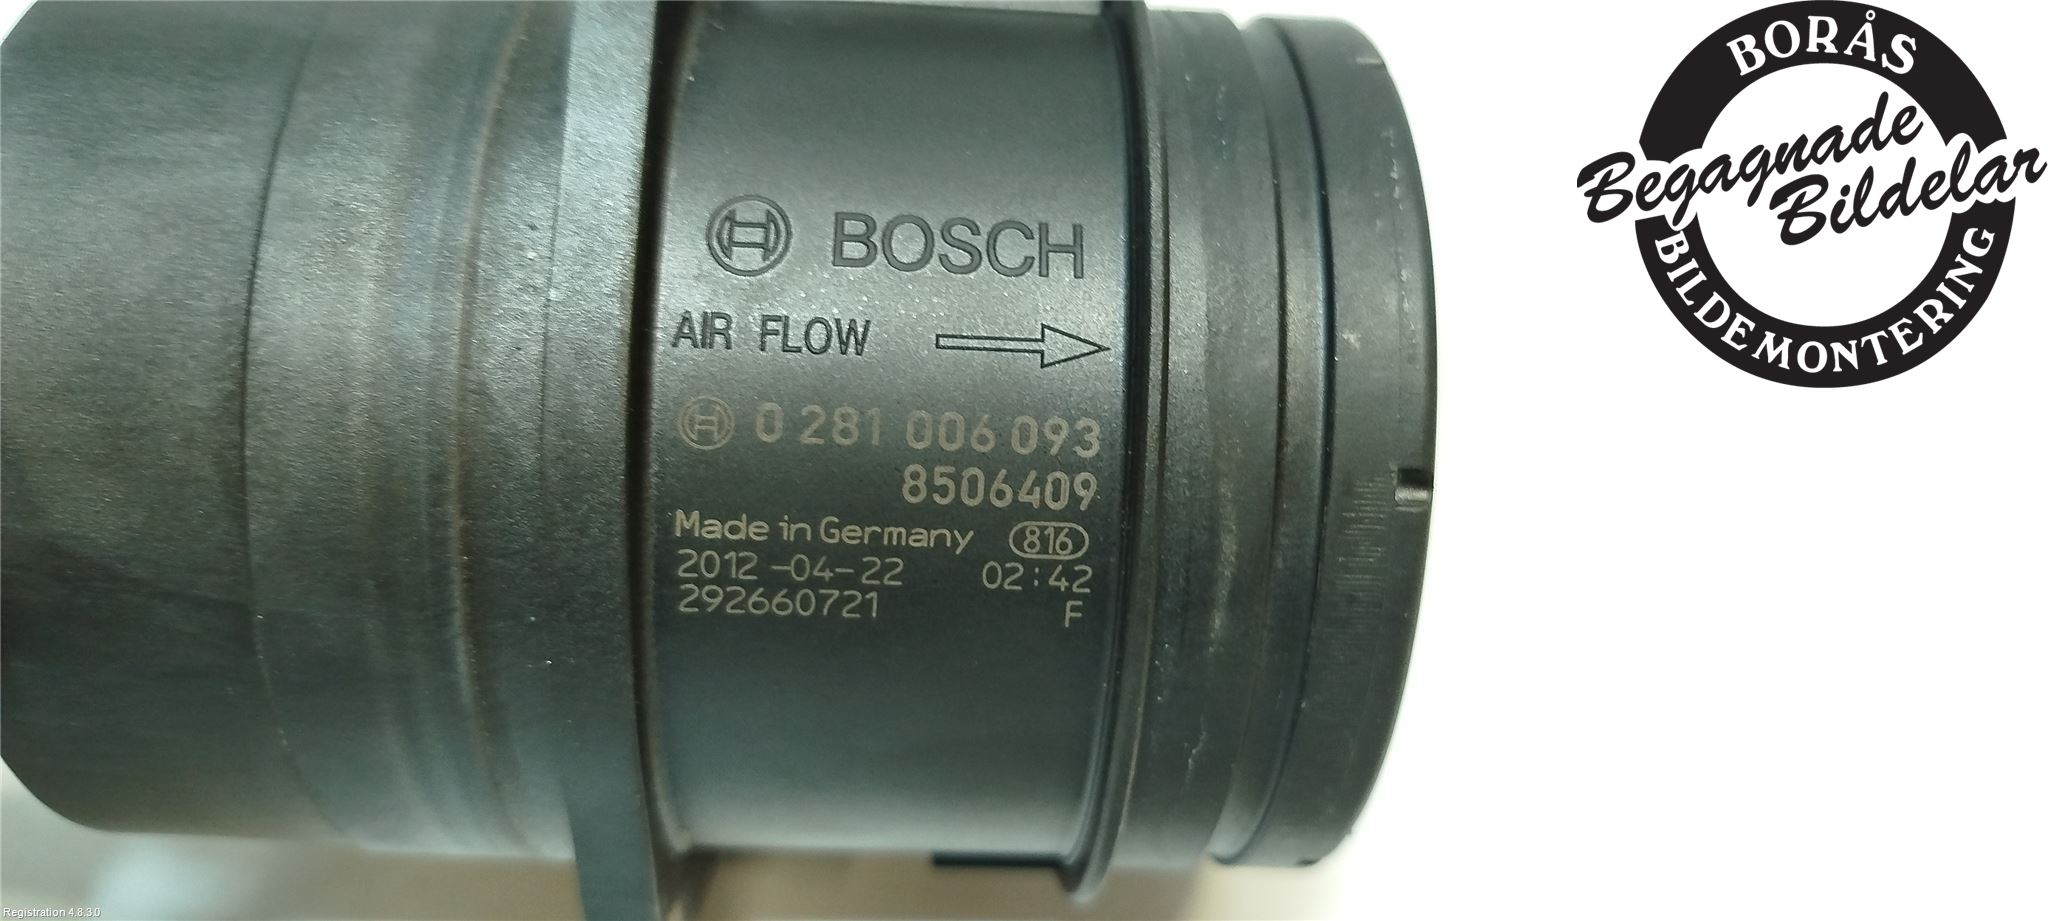 BOSCH
AIR FLOW
0 281 006 093
8506409
Made in Germany 816
2012-04-22 02:42
292660721 F
BORÅS
Begagnade
Bildelar
BILDEMONTERING
Registration 4.8.3.0